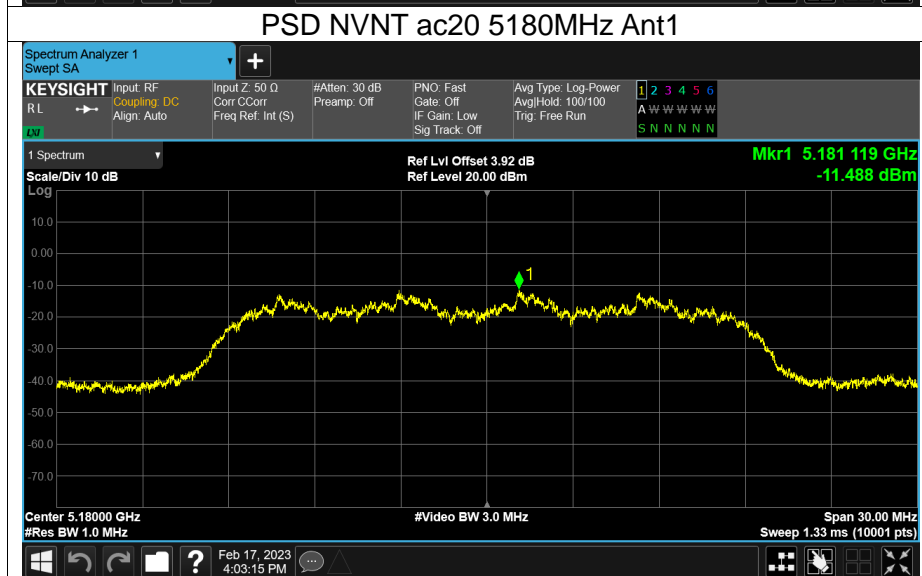 PSD NVNT ac20 5180MHz Ant1
Spectrum Analyzer 1
Swept SA
+
KEYSIGHT
RL
LXI
Input: RF
Coupling: DC
Align: Auto
Input Z: 50 Ω
Corr CCorr
Freq Ref: Int (S)
#Atten: 30 dB
Preamp: Off
PNO: Fast
Gate: Off
IF Gain: Low
Sig Track: Off
Avg Type: Log-Power
Avg|Hold: 100/100
Trig: Free Run
1 2 3 4 5 6
A W W W W W
S N N N N N
1 Spectrum
Scale/Div 10 dB
Ref Lvl Offset 3.92 dB
Ref Level 20.00 dBm
Mkr1 5.181 119 GHz
-11.488 dBm
Log
10.0
0.00
-10.0
-20.0
-30.0
-40.0
-50.0
-60.0
-70.0
1
Center 5.18000 GHz
#Video BW 3.0 MHz
Span 30.00 MHz
#Res BW 1.0 MHz
Sweep 1.33 ms (10001 pts)
?
Feb 17, 2023
4:03:15 PM